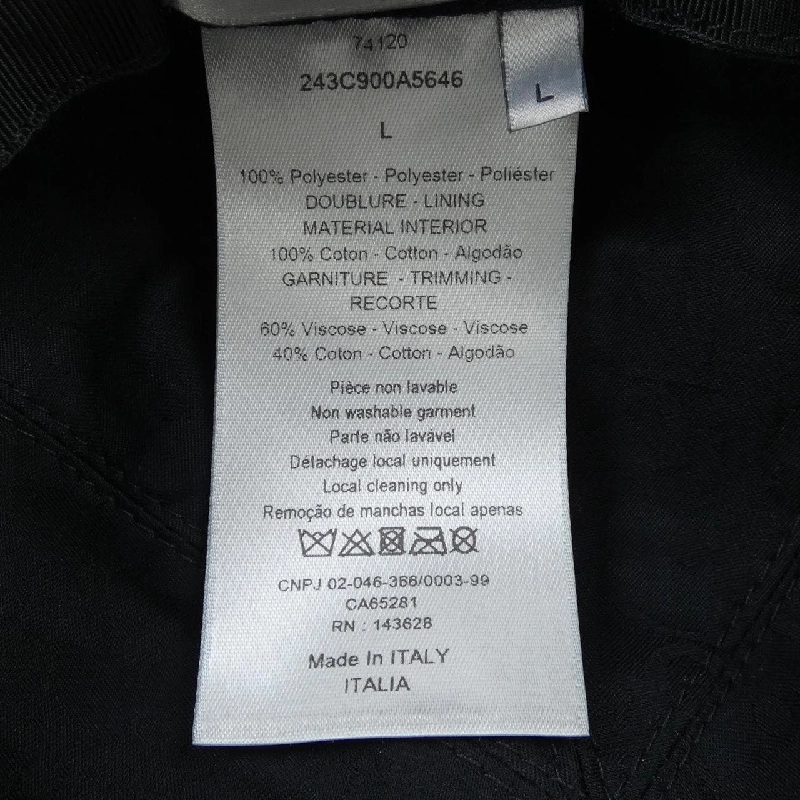 74120
243C900A5646
L
L
100% Polyester - Polyester - Poliéster
DOUBLURE - LINING
MATERIAL INTERIOR
100% Coton - Cotton - Algodão
GARNITURE - TRIMMING -
RECORTE
60% Viscose - Viscose - Viscose
40% Coton - Cotton - Algodão
Pièce non lavable
Non washable garment
Parte não lavável
Détachage local uniquement
Local cleaning only
Remoção de manchas local apenas
CNPJ 02-046-366/0003-99
CA65281
RN : 143628
Made In ITALY
ITALIA